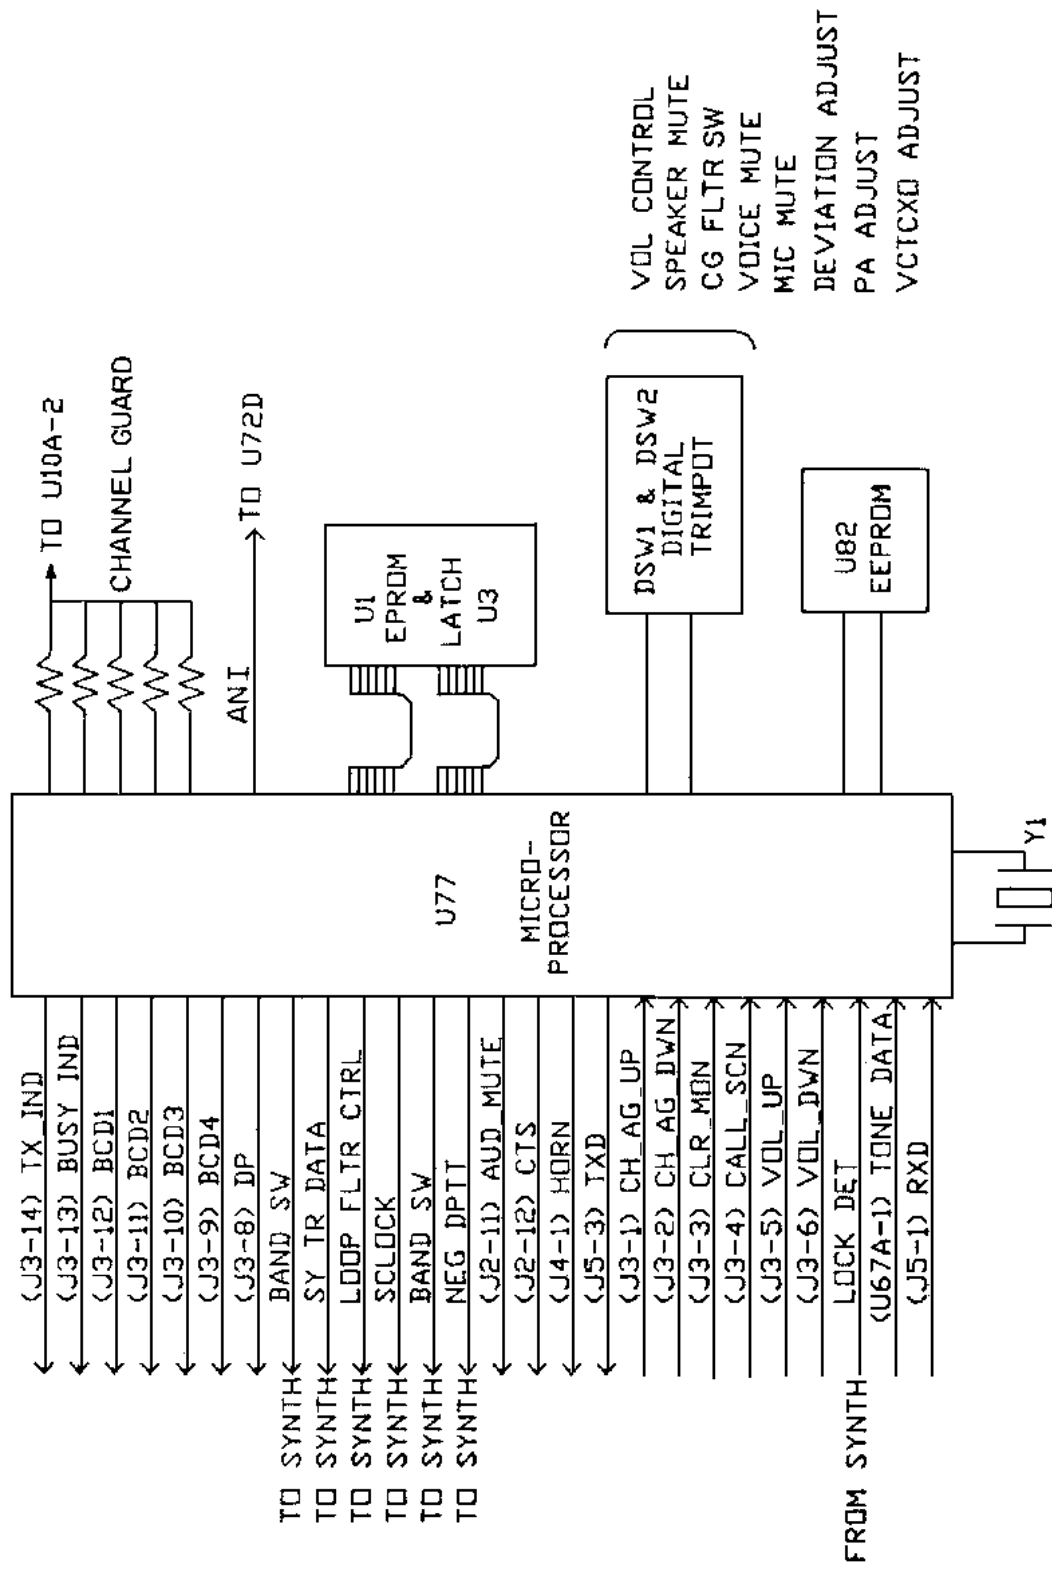 (J3-14) TX_IND
(J3-13) BUSY IND
(J3-12) BCD1
(J3-11) BCD2
(J3-10) BCD3
(J3-9) BCD4
(J3-8) DP
TO SYNTH BAND SW
TO SYNTH SY TR DATA
TO SYNTH LOOP FLTR CTRL
TO SYNTH SCLOCK
TO SYNTH BAND SW
TO SYNTH NEG DPTT
(J2-11) AUD_MUTE
(J2-12) CTS
(J4-1) HORN
(J5-3) TXD
(J3-1) CH_AG_UP
(J3-2) CH_AG_DWN
(J3-3) CLR_MON
(J3-4) CALL_SCN
(J3-5) VOL_UP
(J3-6) VOL_DWN
FROM SYNTH LOCK DET
(U67A-1) TONE DATA
(J5-1) RXD
U77
MICRO-
PROCESSOR
Y1
TO U10A-2
CHANNEL GUARD
ANI
TO U72D
U1
EPROM
&
LATCH
U3
DSW1 & DSW2
DIGITAL
TRIMPOT
U82
EEPROM
VOL CONTROL
SPEAKER MUTE
CG FLTR SW
VOICE MUTE
MIC MUTE
DEVIATION ADJUST
PA ADJUST
VCTCXO ADJUST